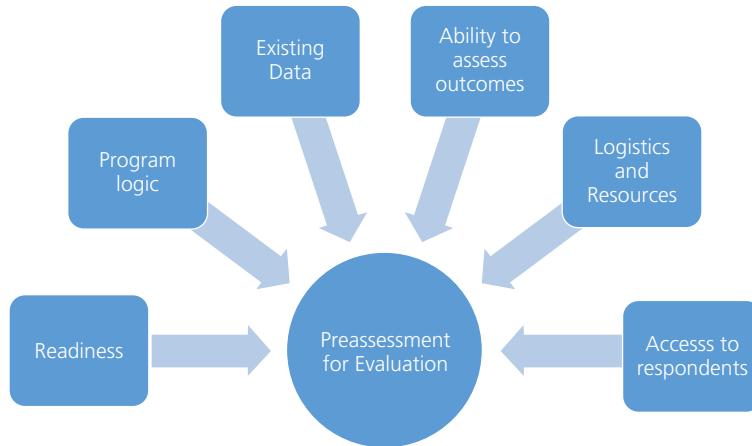 Existing
Data
Ability to
assess
outcomes
Program
logic
Logistics
and
Resources
Readiness
Preassessment
for Evaluation
Accesss to
respondents